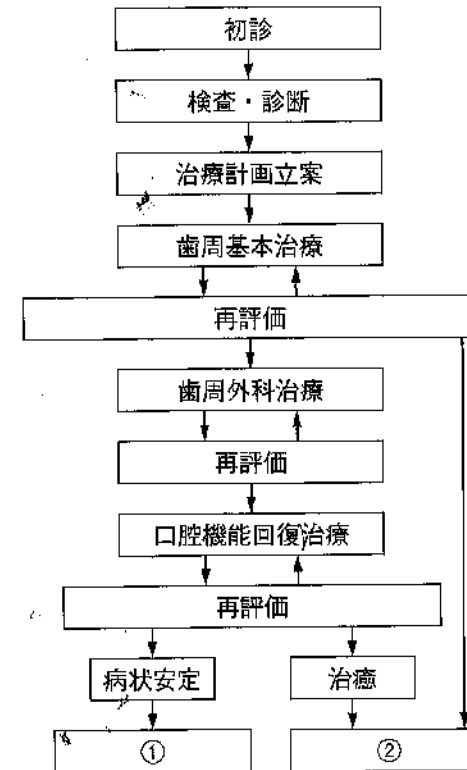 初診
検査・診断
治療計画立案
歯周基本治療
再評価
歯周外科治療
再評価
口腔機能回復治療
再評価
病状安定
治癒
①
②